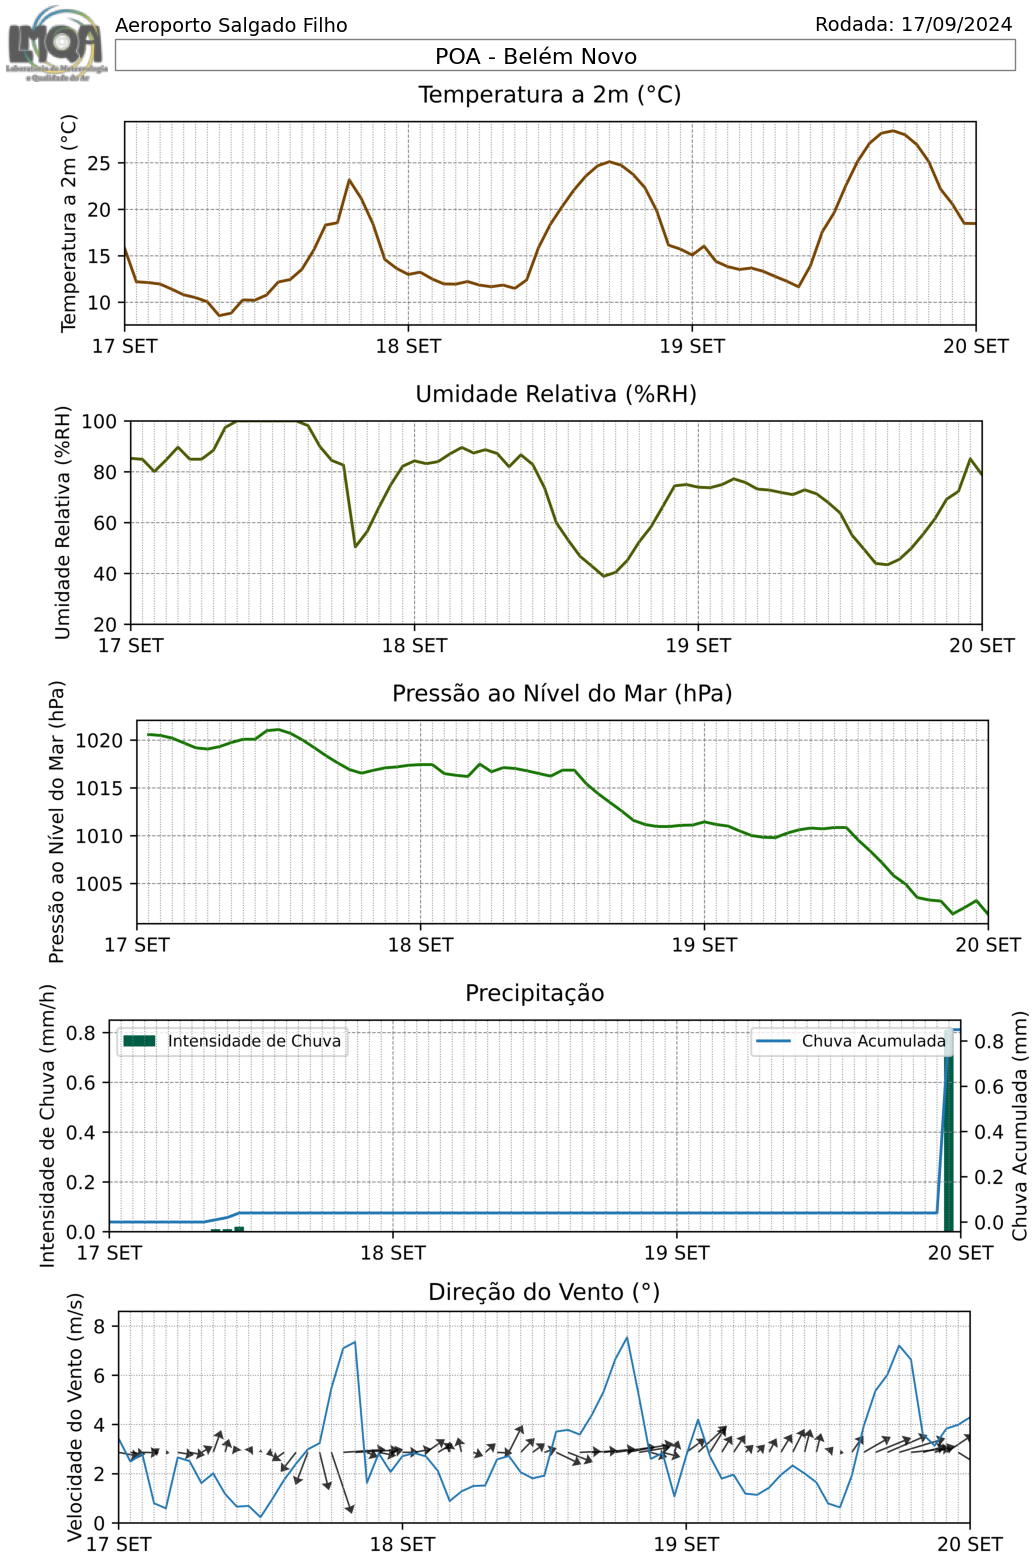 LMQA
Laboratório de Meteorologia
e Qualidade do Ar
Aeroporto Salgado Filho
Rodada: 17/09/2024
POA - Belém Novo
Temperatura a 2m (°C)
Temperatura a 2m (°C)
25
20
15
10
17 SET 18 SET 19 SET 20 SET
Umidade Relativa (%RH)
Umidade Relativa (%RH)
100
80
60
40
20
17 SET 18 SET 19 SET 20 SET
Pressão ao Nível do Mar (hPa)
Pressão ao Nível do Mar (hPa)
1020
1015
1010
1005
17 SET 18 SET 19 SET 20 SET
Precipitação
Intensidade de Chuva (mm/h)
0.8
0.6
0.4
0.2
0.0
Intensidade de Chuva
Chuva Acumulada
0.8
0.6
0.4
0.2
0.0
Chuva Acumulada (mm)
17 SET 18 SET 19 SET 20 SET
Direção do Vento (°)
Velocidade do Vento (m/s)
8
6
4
2
0
17 SET 18 SET 19 SET 20 SET